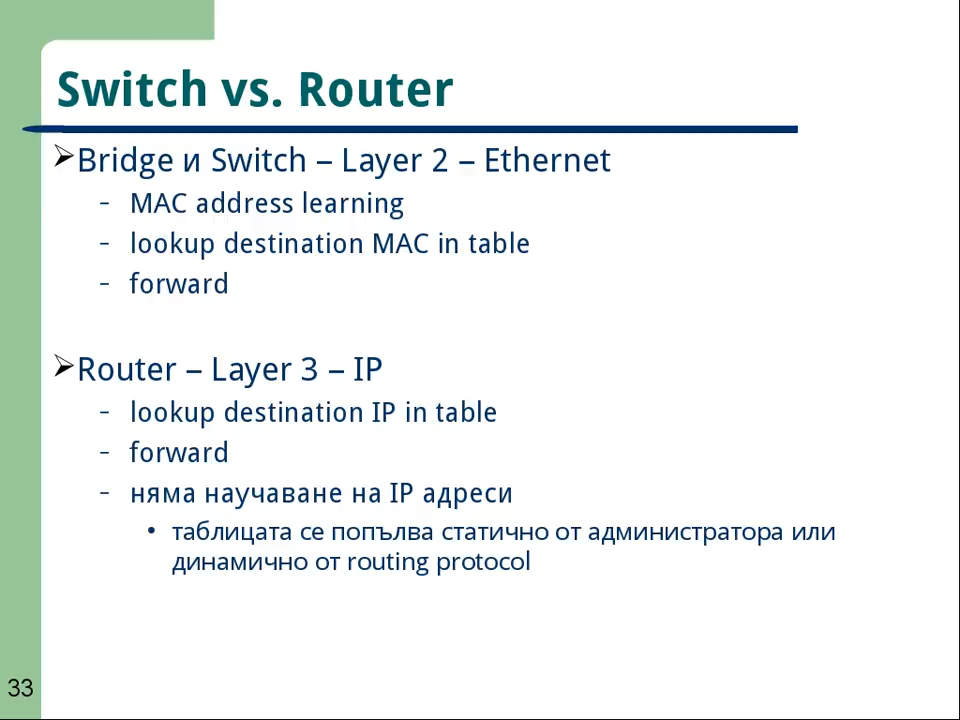 Switch vs. Router
➢Bridge и Switch – Layer 2 – Ethernet
– MAC address learning
– lookup destination MAC in table
– forward
➢Router – Layer 3 – IP
– lookup destination IP in table
– forward
– няма научаване на IP адреси
• таблицата се попълва статично от администратора или
динамично от routing protocol
33